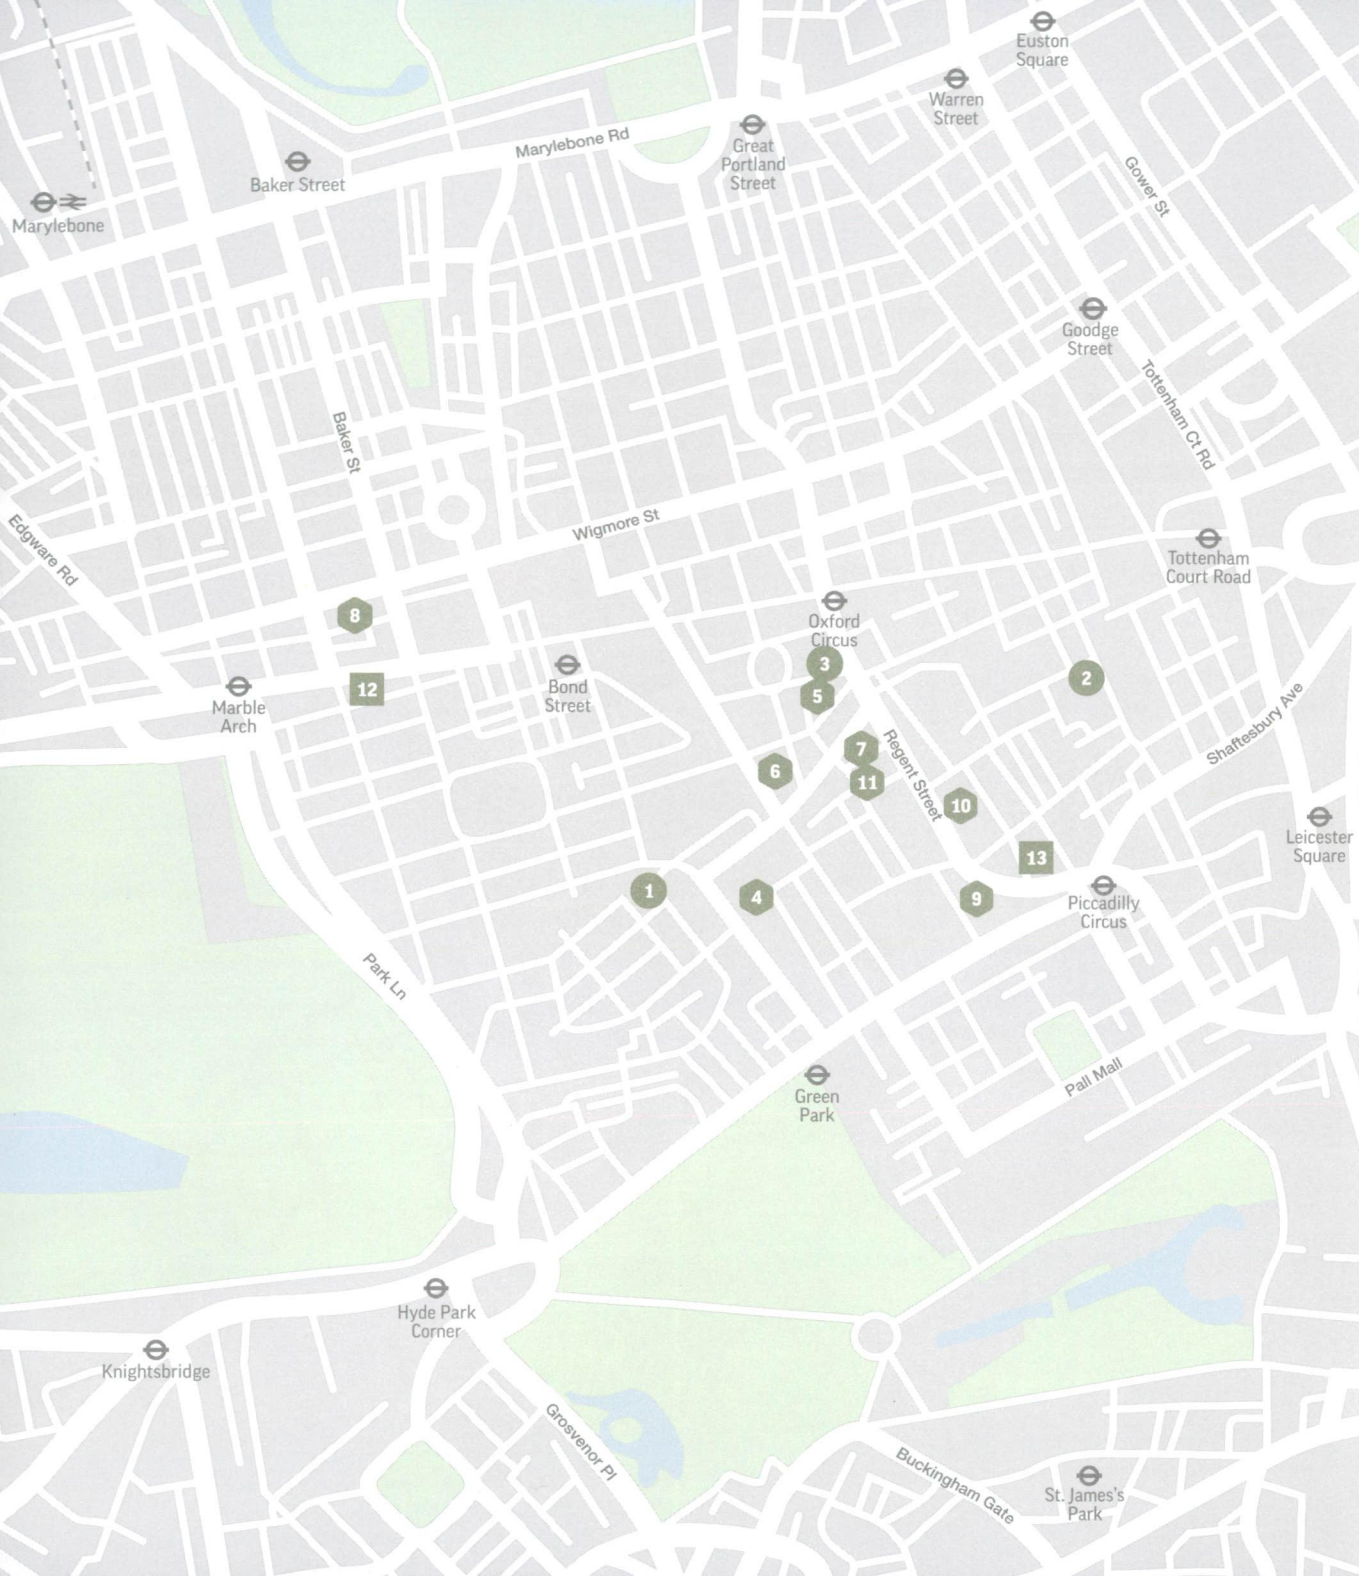 Euston
Square
Warren
Street
Great
Portland
Street
Marylebone Rd
Baker Street
Marylebone
Gower St
Goodge
Street
Tottenham Ct Rd
Baker St
Edgware Rd
Wigmore St
Tottenham
Court Road
Oxford
Circus
8
3
2
5
12
Bond
Street
Marble
Arch
Shaftesbury Ave
Regent Street
7
6
11
10
Leicester
Square
13
1
4
9
Piccadilly
Circus
Park Ln
Pall Mall
Green
Park
Hyde Park
Corner
Knightsbridge
Grosvenor Pl
Buckingham Gate
St. James's
Park